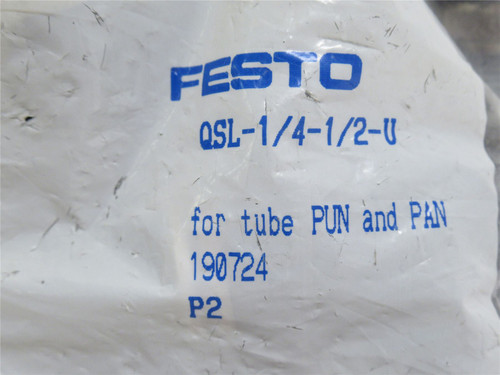 FESTO
QSL-1/4-1/2-U
for tube PUN and PAN
190724
P2